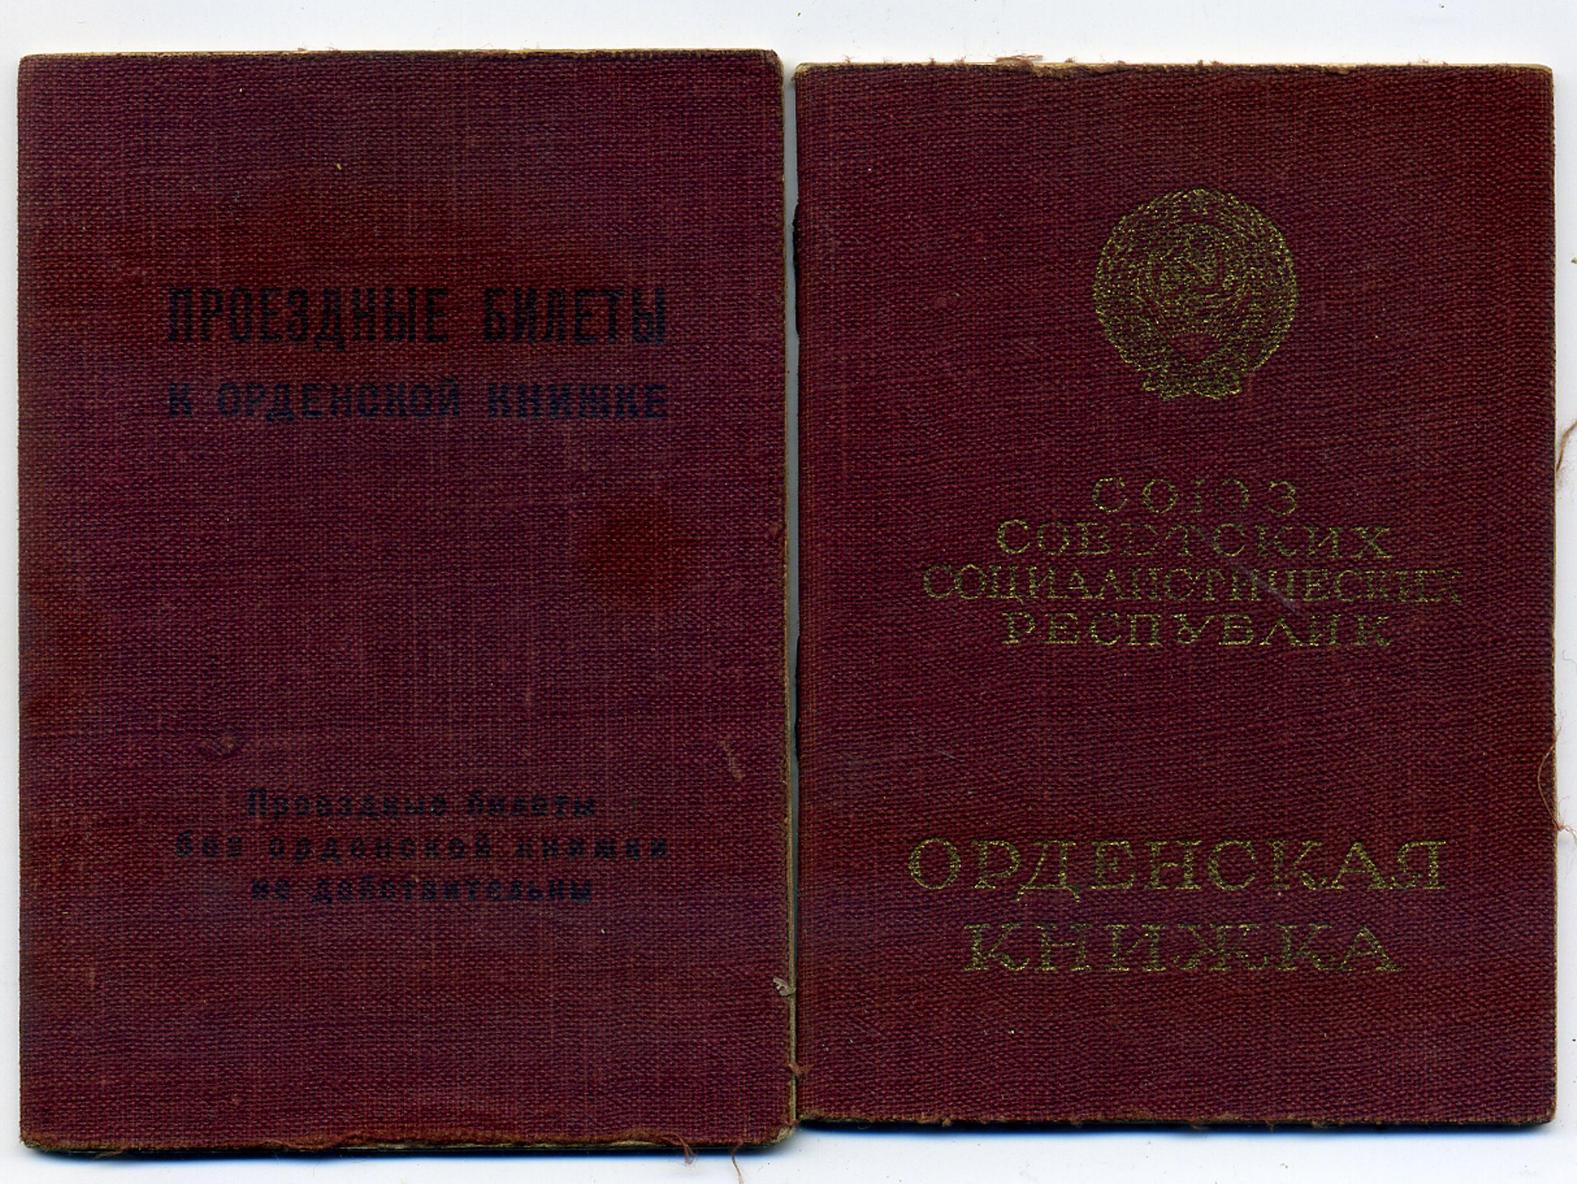 ПРОЕЗДНЫЕ БИЛЕТЫ
К ОРДЕНСКОЙ КНИЖКЕ
Проездные билеты
без орденской книжки
не действительны
СОЮЗ
СОВЕТСКИХ
СОЦИАЛИСТИЧЕСКИХ
РЕСПУБЛИК
ОРДЕНСКАЯ
КНИЖКА